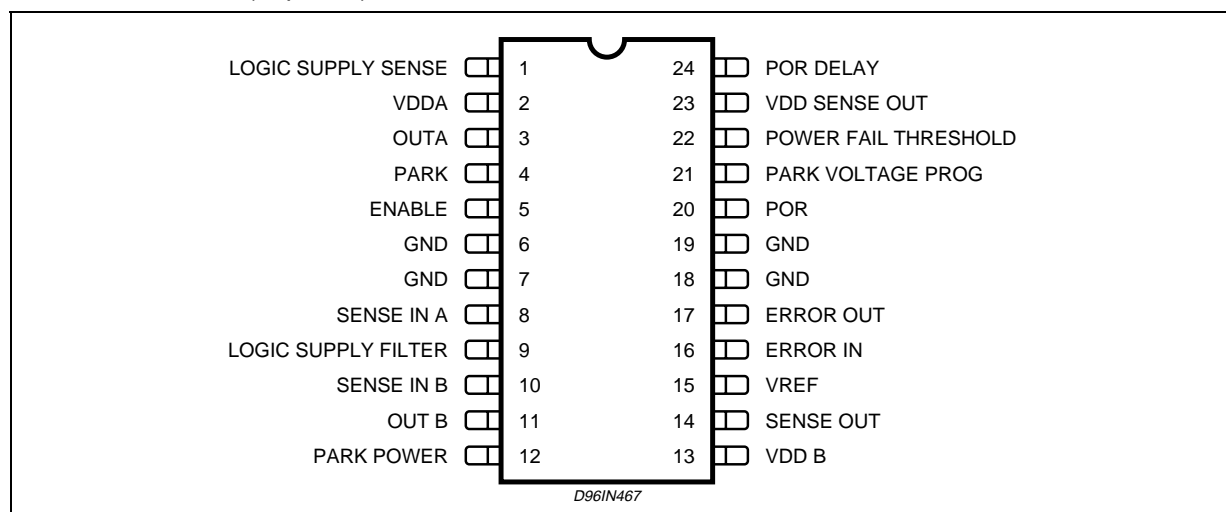 LOGIC SUPPLY SENSE 1 24 POR DELAY
VDDA 2 23 VDD SENSE OUT
OUTA 3 22 POWER FAIL THRESHOLD
PARK 4 21 PARK VOLTAGE PROG
ENABLE 5 20 POR
GND 6 19 GND
GND 7 18 GND
SENSE IN A 8 17 ERROR OUT
LOGIC SUPPLY FILTER 9 16 ERROR IN
SENSE IN B 10 15 VREF
OUT B 11 14 SENSE OUT
PARK POWER 12 13 VDD B
D96IN467